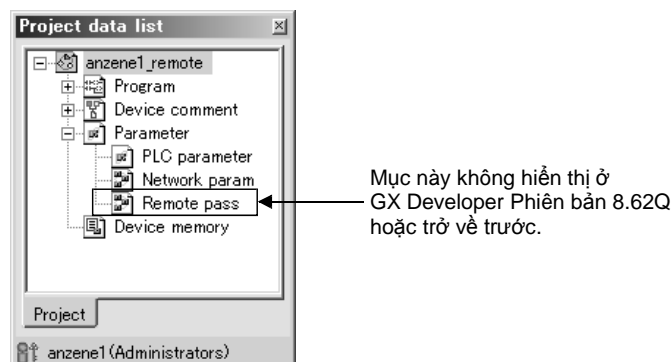 Project data list
anzene1_remote
Program
Device comment
Parameter
PLC parameter
Network param
Remote pass
Device memory
Project
anzene1(Administrators)
Mục này không hiển thị ở
GX Developer Phiên bản 8.62Q
hoặc trở về trước.